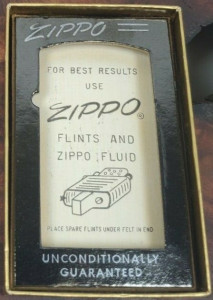 ZIPPO
FOR BEST RESULTS
USE
ZIPPO®
FLINTS AND
ZIPPO FLUID
PLACE SPARE FLINTS UNDER FELT IN END
UNCONDITIONALLY
GUARANTEED